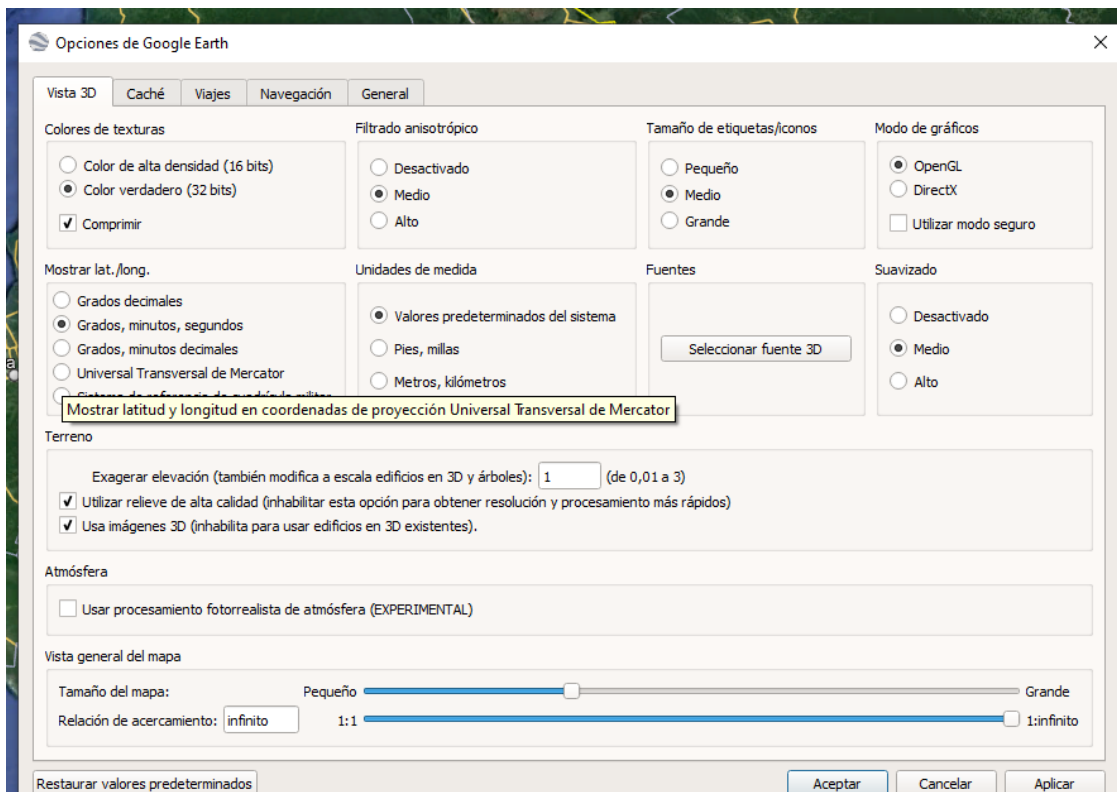 Opciones de Google Earth
Vista 3D Caché Viajes Navegación General
Colores de texturas
Color de alta densidad (16 bits)
Color verdadero (32 bits)
Comprimir
Filtrado anisotrópico
Desactivado
Medio
Alto
Tamaño de etiquetas/iconos
Pequeño
Medio
Grande
Modo de gráficos
OpenGL
DirectX
Utilizar modo seguro
Mostrar lat./long.
Grados decimales
Grados, minutos, segundos
Grados, minutos decimales
Universal Transversal de Mercator
Mostrar latitud y longitud en coordenadas de proyección Universal Transversal de Mercator
Unidades de medida
Valores predeterminados del sistema
Pies, millas
Metros, kilómetros
Fuentes
Seleccionar fuente 3D
Suavizado
Desactivado
Medio
Alto
Terreno
Exagerar elevación (también modifica a escala edificios en 3D y árboles): 1 (de 0,01 a 3)
Utilizar relieve de alta calidad (inhabilitar esta opción para obtener resolución y procesamiento más rápidos)
Usa imágenes 3D (inhabilita para usar edificios en 3D existentes).
Atmósfera
Usar procesamiento fotorrealista de atmósfera (EXPERIMENTAL)
Vista general del mapa
Tamaño del mapa: Pequeño Grande
Relación de acercamiento: infinito 1:1 1:infinito
Restaurar valores predeterminados Aceptar Cancelar Aplicar